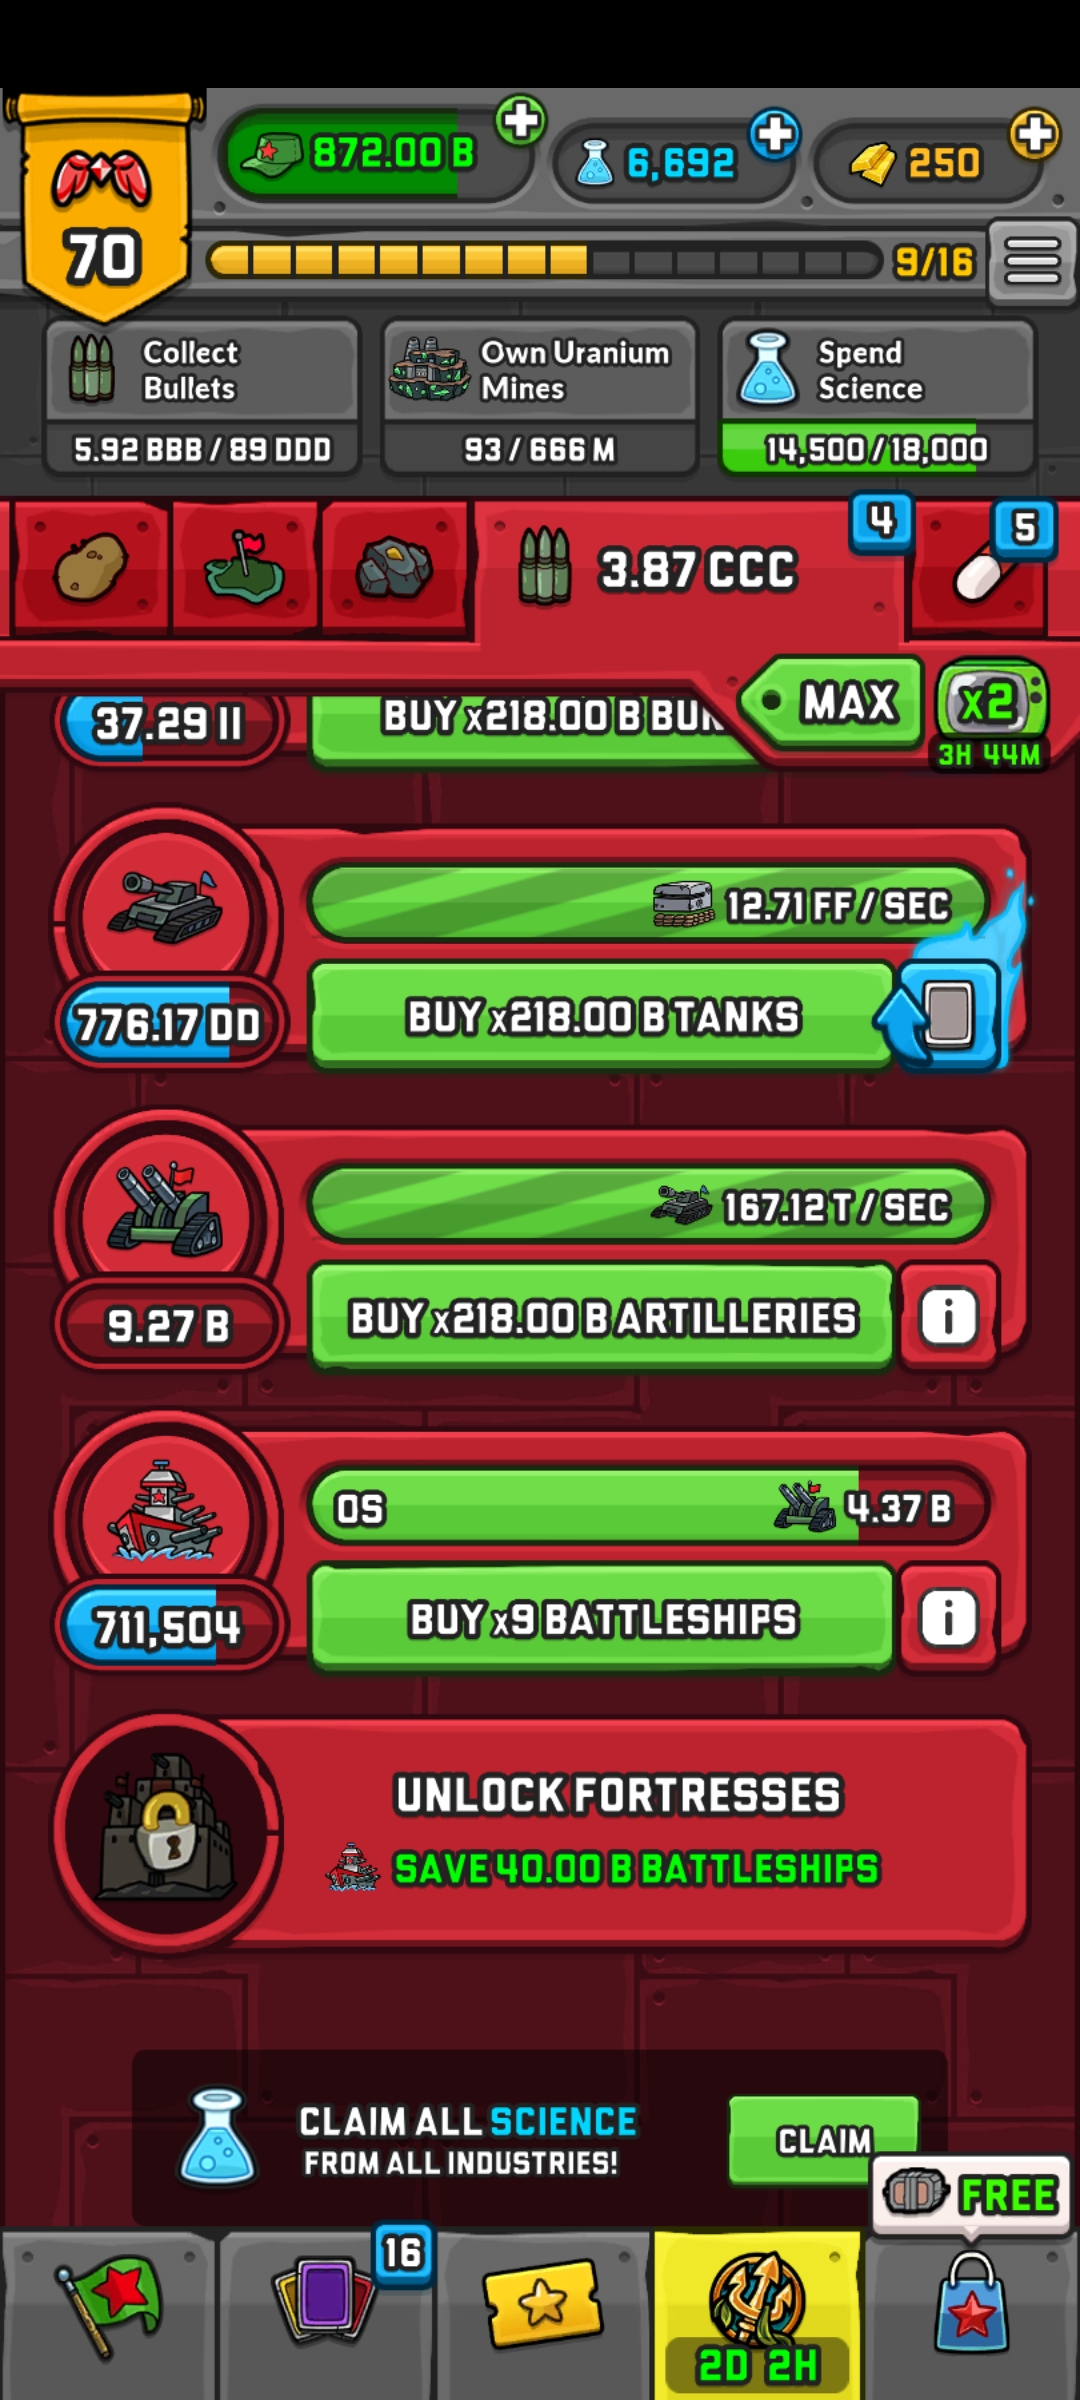 872.00 B
6,692
250
70
9/16
Collect
Bullets
5.92 BBB / 89 DDD
Own Uranium
Mines
93 / 666 M
Spend
Science
14,500/18,000
3.87 CCC
4
5
MAX
x2
3H 44M
37.29 II
BUY x218.00 B BUN
12.71 FF / SEC
776.17 DD
BUY x218.00 B TANKS
167.12 T / SEC
9.27 B
BUY x218.00 B ARTILLERIES
i
0S
4.37 B
711,504
BUY x9 BATTLESHIPS
i
UNLOCK FORTRESSES
SAVE 40.00 B BATTLESHIPS
CLAIM ALL SCIENCE
FROM ALL INDUSTRIES!
CLAIM
FREE
16
2D 2H